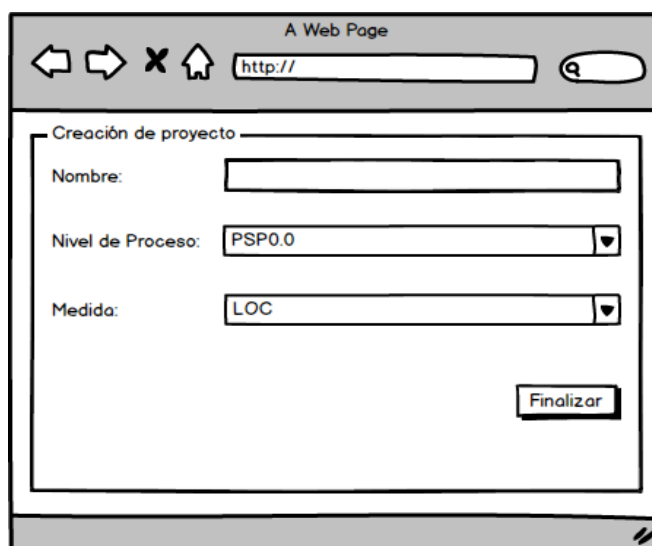 A Web Page
http://
Creación de proyecto
Nombre:
Nivel de Proceso: PSP0.0
Medida: LOC
Finalizar